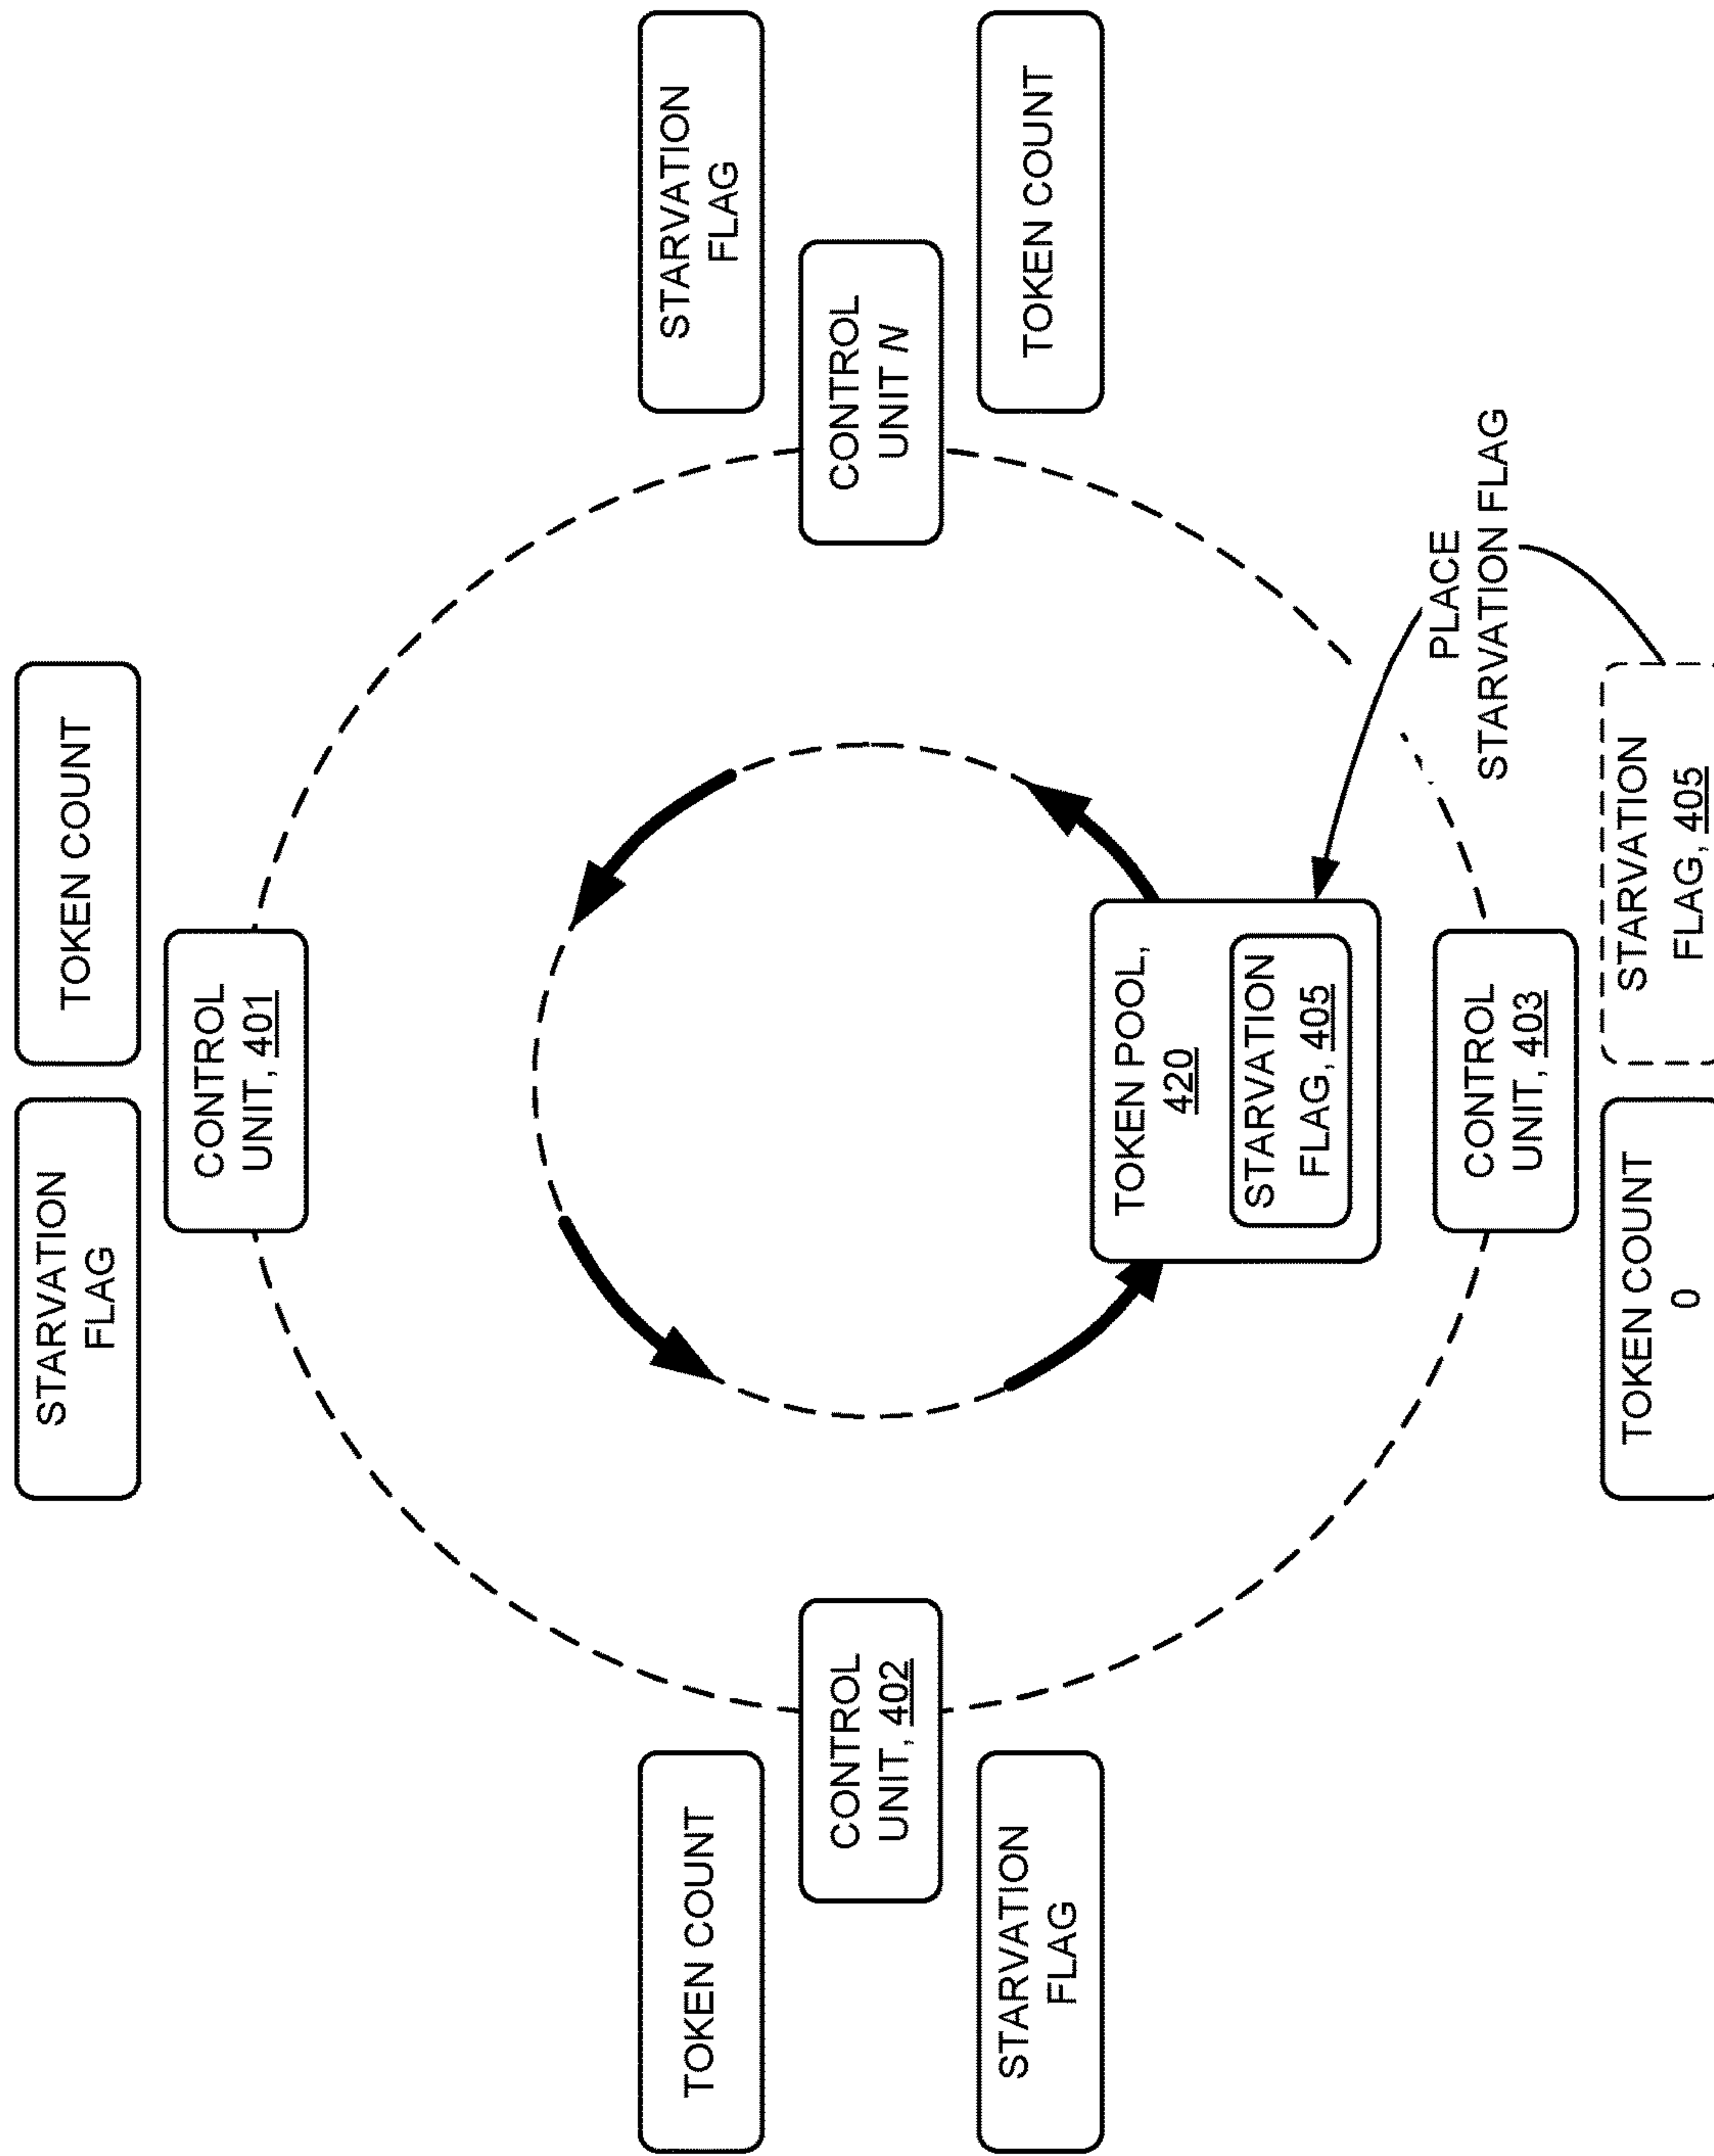 STARVATION
FLAG
TOKEN COUNT
CONTROL
UNIT, 401
TOKEN COUNT
CONTROL
UNIT, 402
STARVATION
FLAG
STARVATION
FLAG
CONTROL
UNIT N
TOKEN COUNT
TOKEN POOL,
420
STARVATION
FLAG, 405
CONTROL
UNIT, 403
PLACE
STARVATION FLAG
TOKEN COUNT
0
STARVATION
FLAG, 405